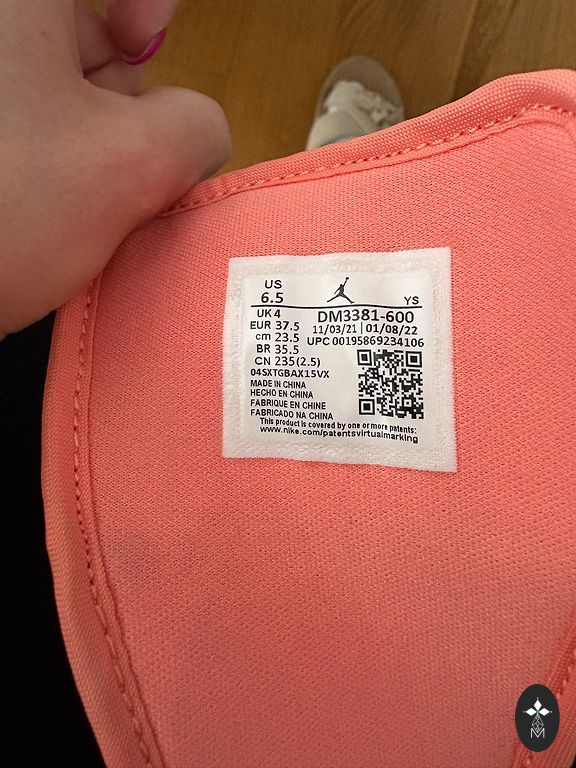 US
6.5
YS
UK 4
DM3381-600
EUR 37.5
11/03/21 01/08/22
cm 23.5
UPC 00195869234106
BR 35.5
CN 235(2.5)
04SXTGBAX15VX
MADE IN CHINA
HECHO EN CHINA
FABRIQUE EN CHINE
FABRICADO NA CHINA
This product is covered by one or more patents:
www.nike.com/patentsvirtualmarking
M